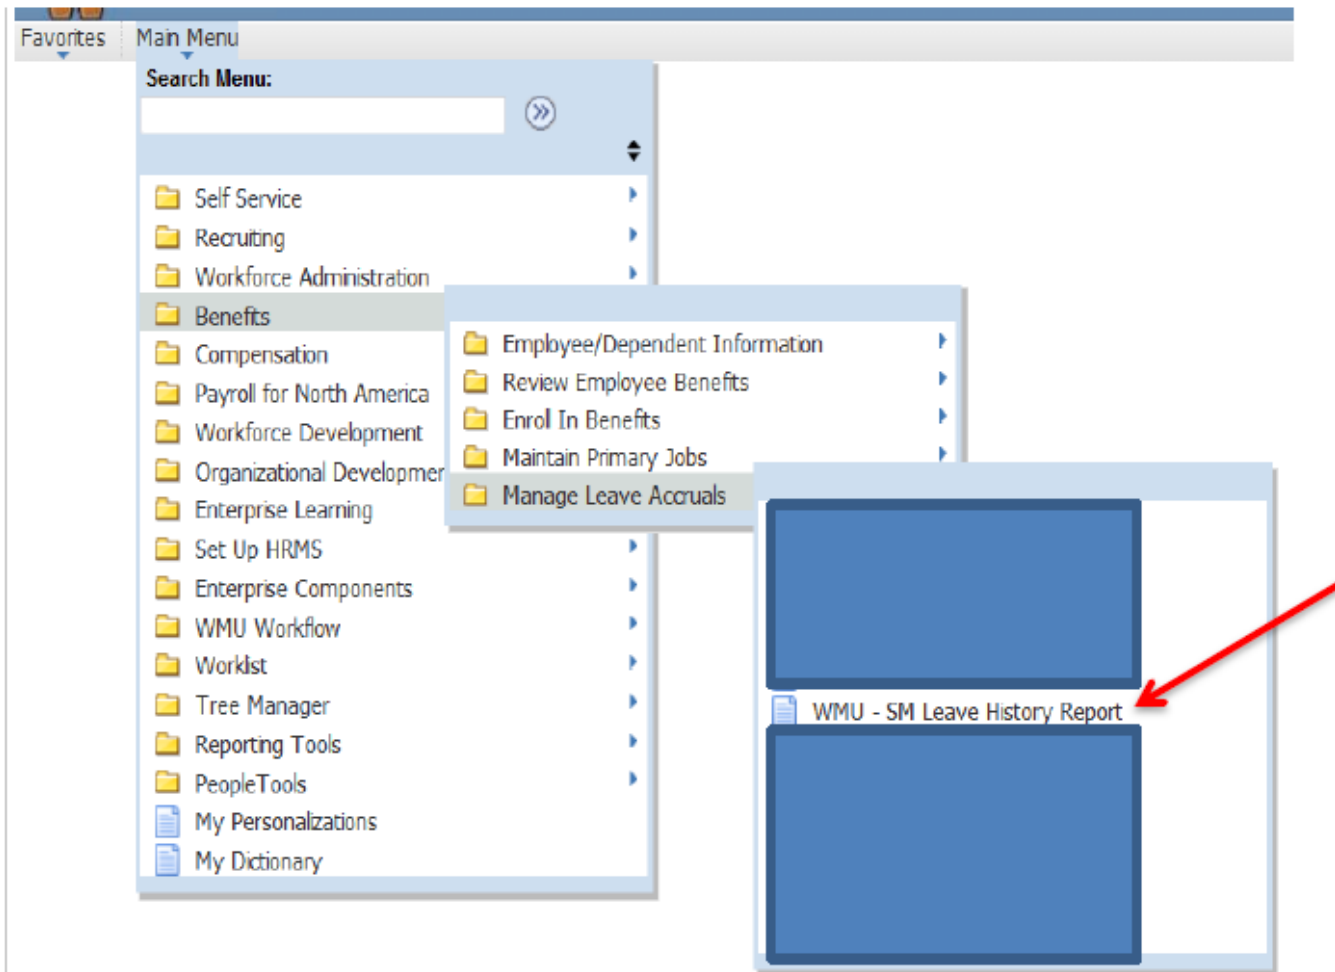 Favorites
Main Menu
Search Menu:
Self Service
Recruiting
Workforce Administration
Benefits
Compensation
Payroll for North America
Workforce Development
Organizational Developmen
Enterprise Learning
Set Up HRMS
Enterprise Components
WMU Workflow
Worklist
Tree Manager
Reporting Tools
PeopleTools
My Personalizations
My Dictionary
Employee/Dependent Information
Review Employee Benefits
Enroll In Benefits
Maintain Primary Jobs
Manage Leave Accruals
WMU - SM Leave History Report